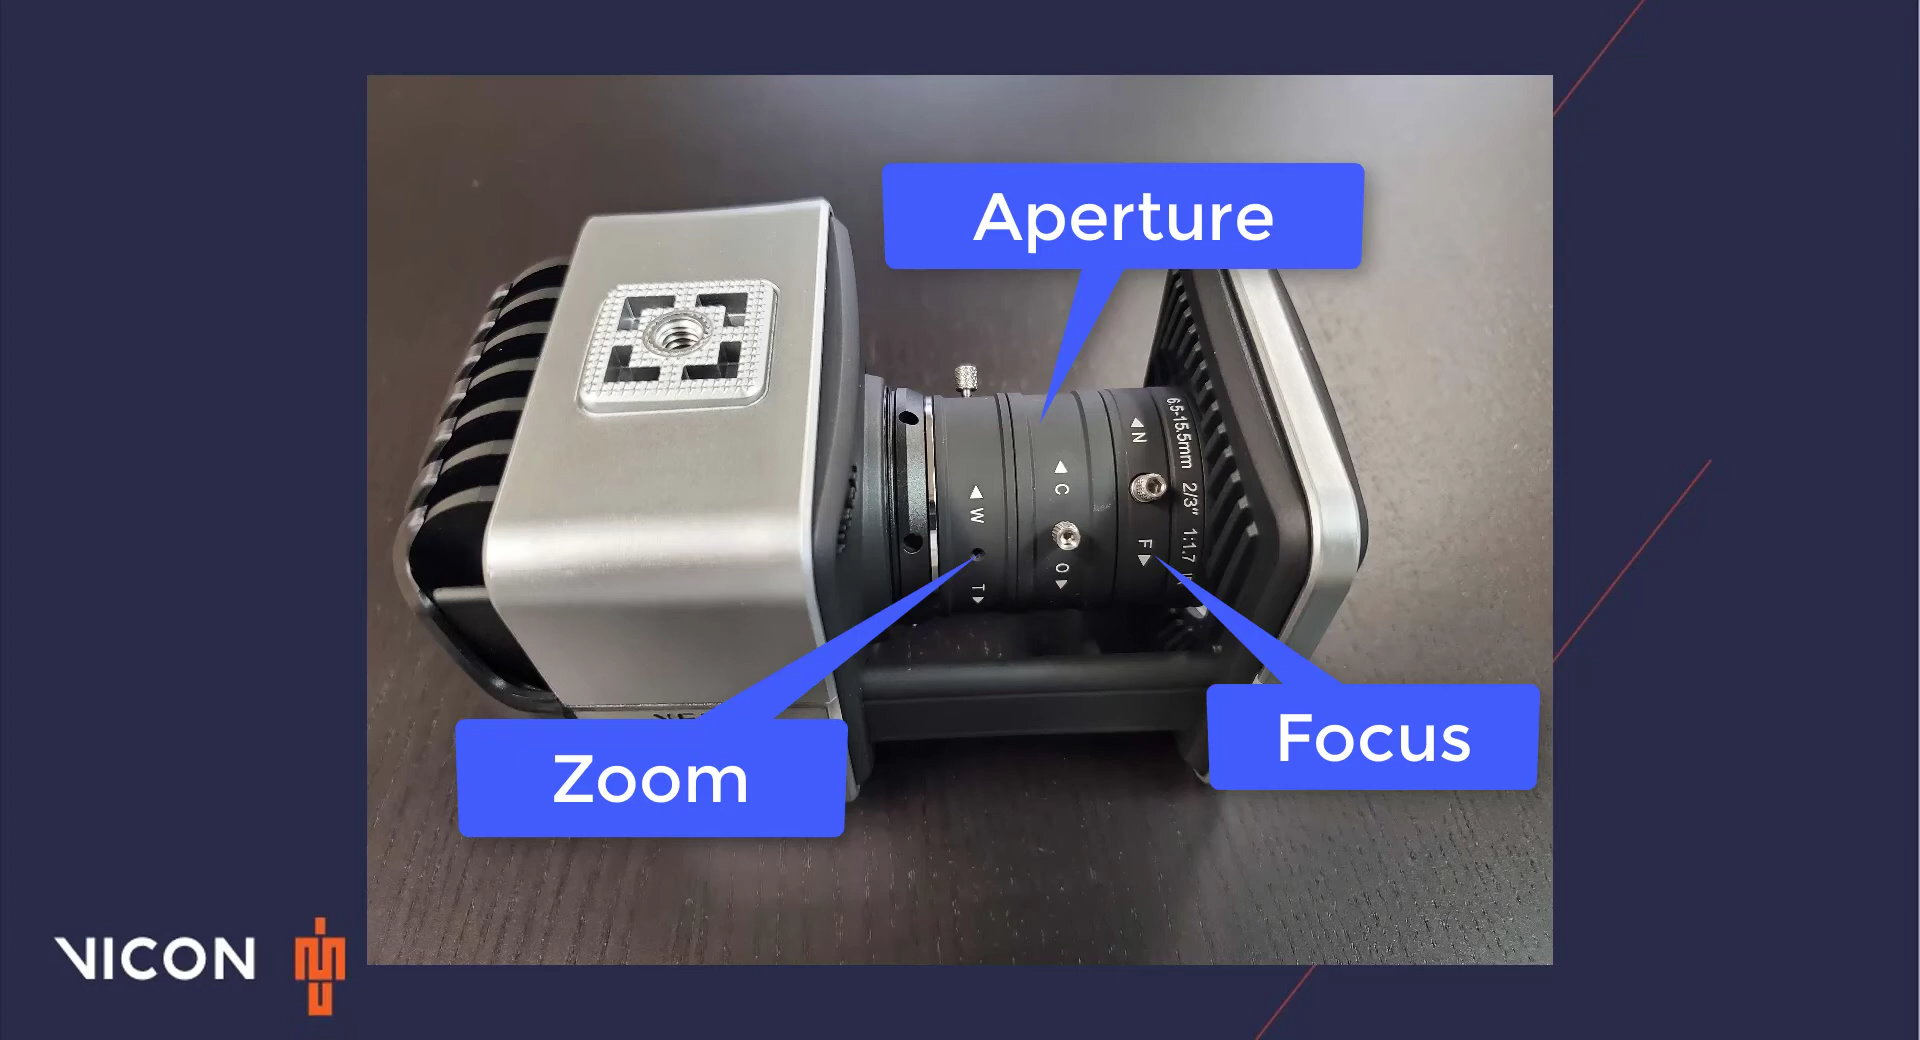 Aperture
◀ N
6.5-15.5mm 2/3" 1:1.7
◀ C
◀ W
F ▶
O ▶
T ▶
Focus
Zoom
VICON